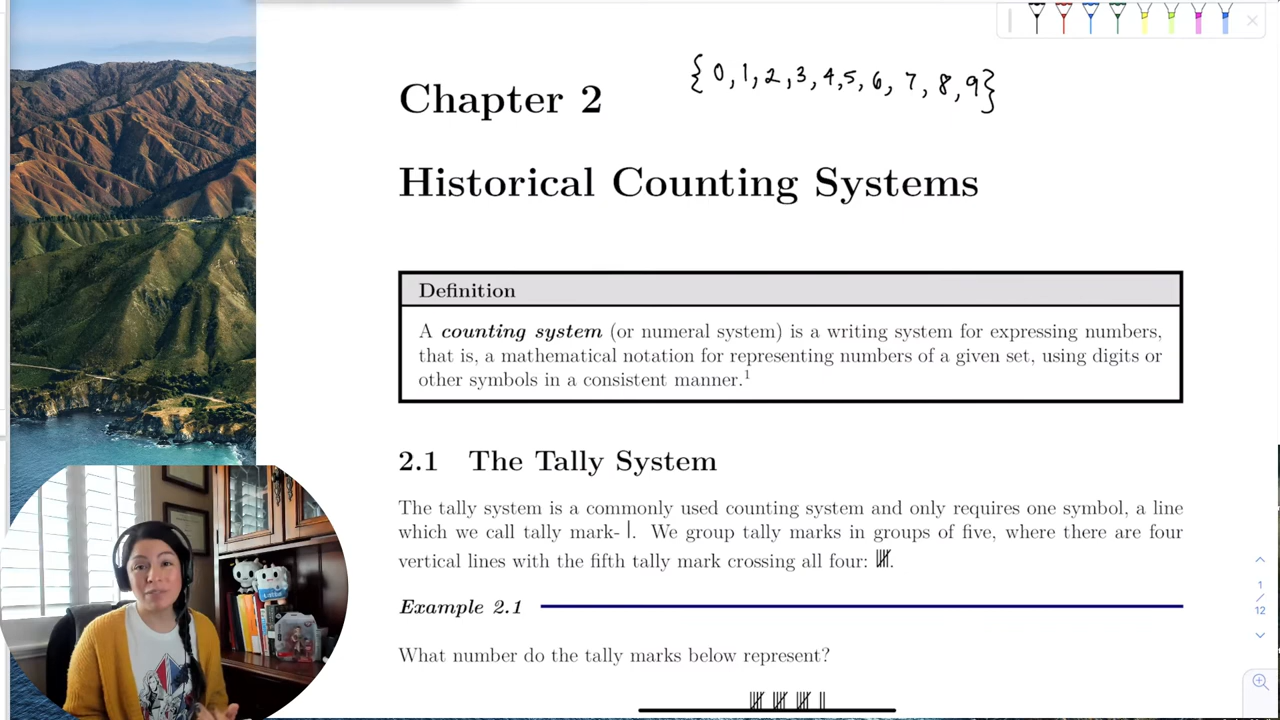 {0,1,2,3,4,5,6,7,8,9}
Chapter 2
Historical Counting Systems
Definition
A counting system (or numeral system) is a writing system for expressing numbers,
that is, a mathematical notation for representing numbers of a given set, using digits or
other symbols in a consistent manner.1
2.1 The Tally System
The tally system is a commonly used counting system and only requires one symbol, a line
which we call tally mark- |. We group tally marks in groups of five, where there are four
vertical lines with the fifth tally mark crossing all four: 𝍸.
Example 2.1
What number do the tally marks below represent?
𝍸 𝍸 𝍸 ||
1
/
12